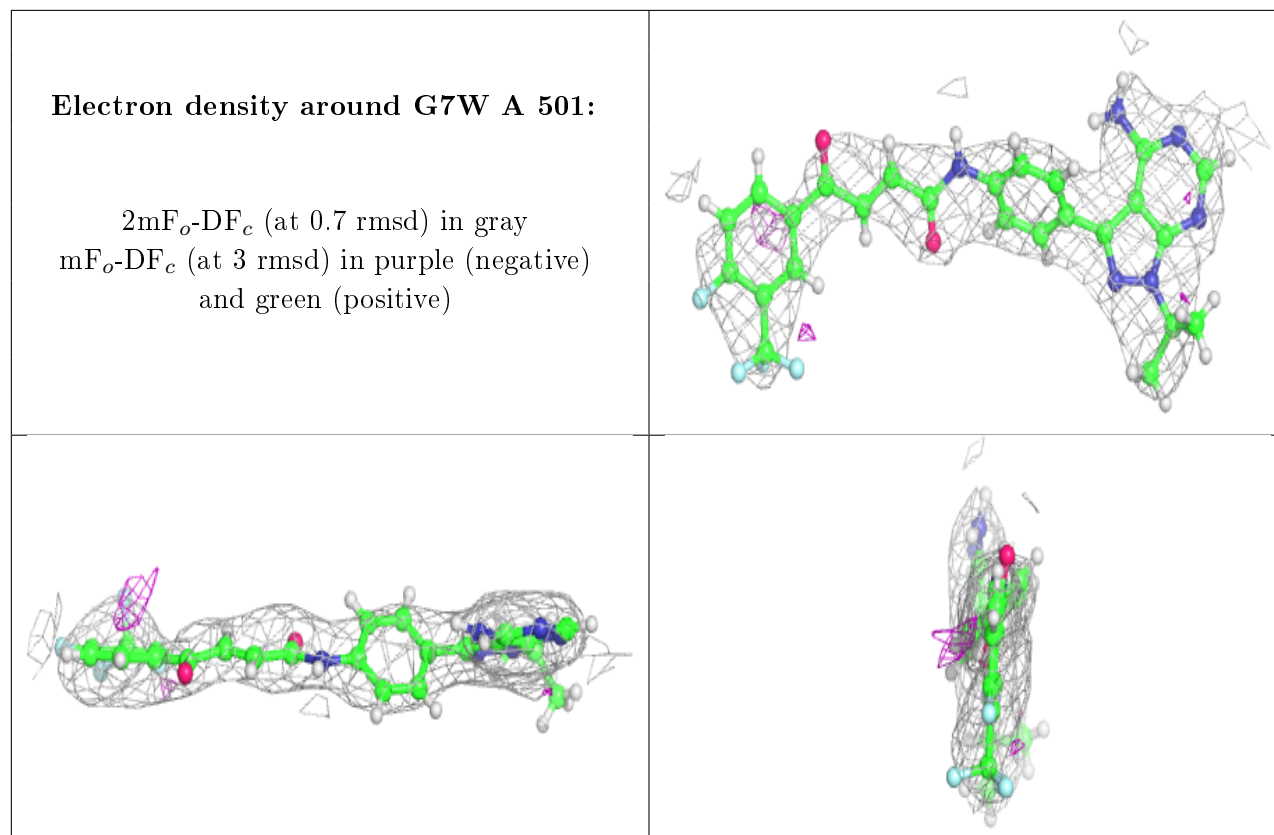 Electron density around G7W A 501:
2mFo-DFc (at 0.7 rmsd) in gray
mFo-DFc (at 3 rmsd) in purple (negative)
and green (positive)